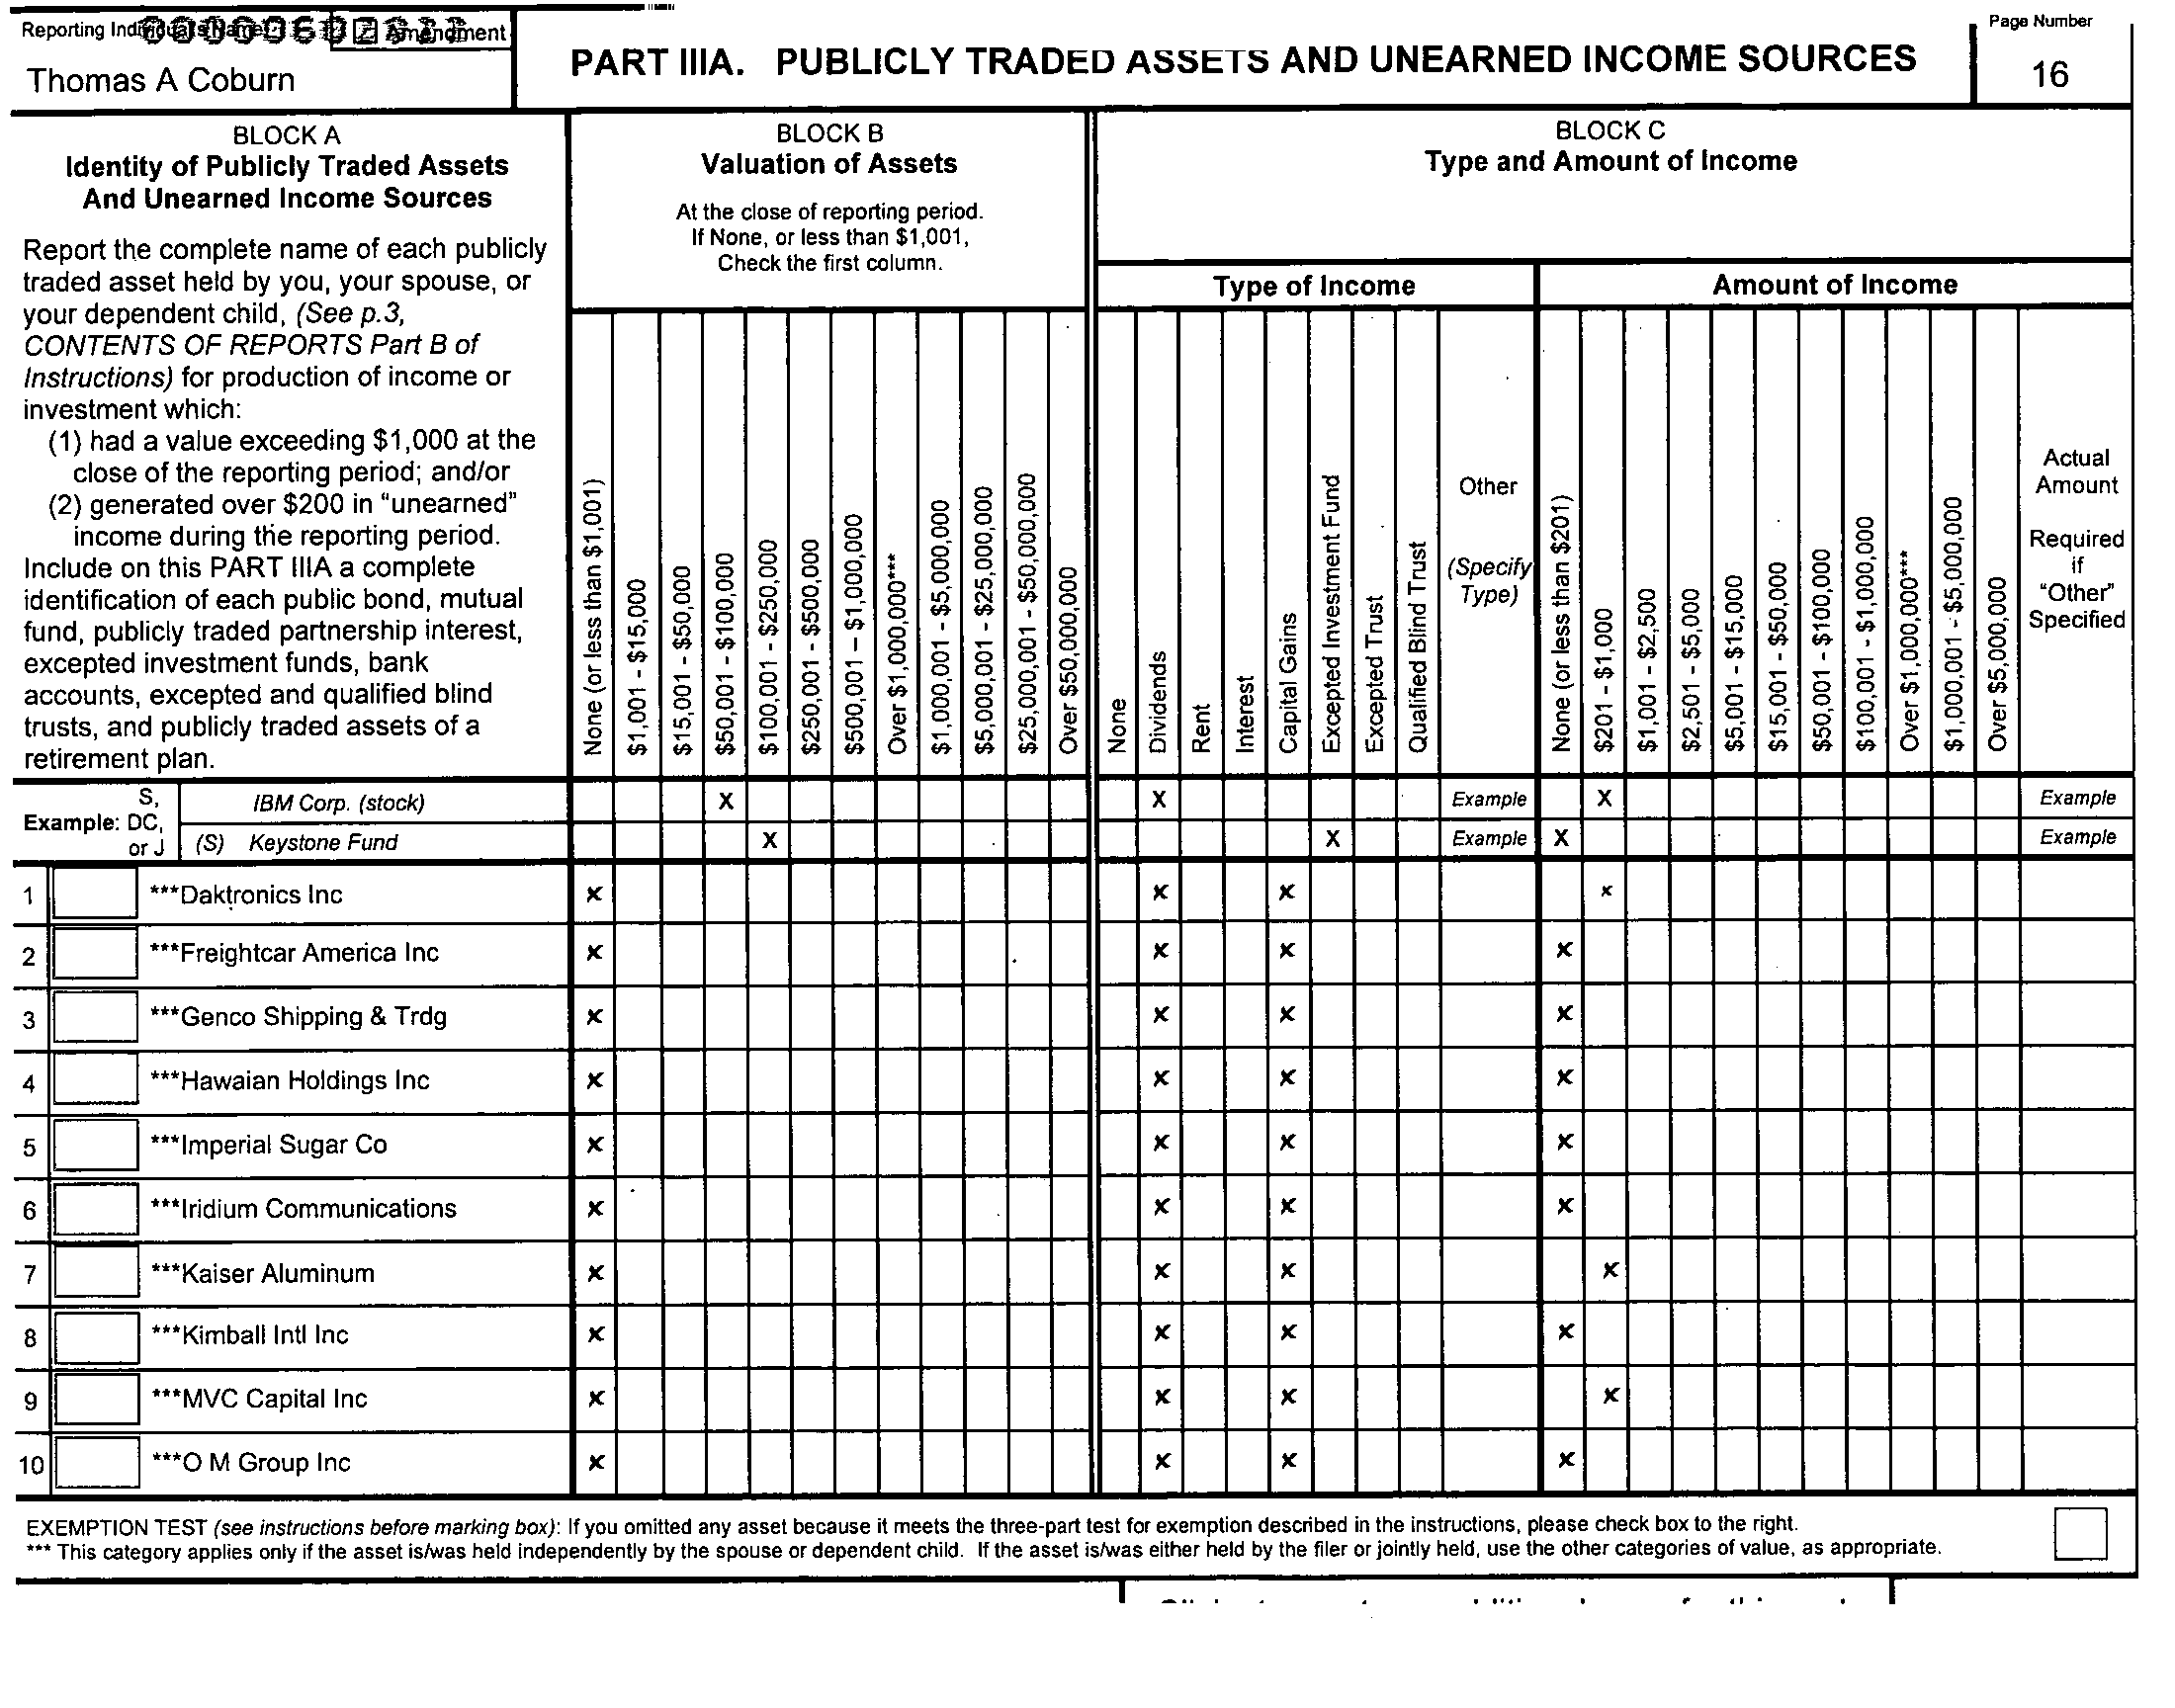 Reporting Individual's Name
Amendment
Thomas A Coburn
PART IIIA. PUBLICLY TRADED ASSETS AND UNEARNED INCOME SOURCES
Page Number
16
BLOCK A
Identity of Publicly Traded Assets
And Unearned Income Sources
Report the complete name of each publicly
traded asset held by you, your spouse, or
your dependent child, (See p.3,
CONTENTS OF REPORTS Part B of
Instructions) for production of income or
investment which:
(1) had a value exceeding $1,000 at the
close of the reporting period; and/or
(2) generated over $200 in “unearned”
income during the reporting period.
Include on this PART IIIA a complete
identification of each public bond, mutual
fund, publicly traded partnership interest,
excepted investment funds, bank
accounts, excepted and qualified blind
trusts, and publicly traded assets of a
retirement plan.
BLOCK B
Valuation of Assets
At the close of reporting period.
If None, or less than $1,001,
Check the first column.
None (or less than $1,001)
$1,001 - $15,000
$15,001 - $50,000
$50,001 - $100,000
$100,001 - $250,000
$250,001 - $500,000
$500,001 – $1,000,000
Over $1,000,000***
$1,000,001 - $5,000,000
$5,000,001 - $25,000,000
$25,000,001 - $50,000,000
Over $50,000,000
BLOCK C
Type and Amount of Income
Type of Income
None
Dividends
Rent
Interest
Capital Gains
Excepted Investment Fund
Excepted Trust
Qualified Blind Trust
Other
(Specify
Type)
Amount of Income
None (or less than $201)
$201 - $1,000
$1,001 - $2,500
$2,501 - $5,000
$5,001 - $15,000
$15,001 - $50,000
$50,001 - $100,000
$100,001 - $1,000,000
Over $1,000,000***
$1,000,001 - $5,000,000
Over $5,000,000
Actual
Amount
Required
if
“Other”
Specified
Example: S, DC, or J
IBM Corp. (stock) X X Example X Example
(S) Keystone Fund X X Example X Example
1 ***Daktronics Inc x x x x
2 ***Freightcar America Inc x x x x
3 ***Genco Shipping & Trdg x x x x
4 ***Hawaian Holdings Inc x x x x
5 ***Imperial Sugar Co x x x x
6 ***Iridium Communications x x x x
7 ***Kaiser Aluminum x x x x
8 ***Kimball Intl Inc x x x x
9 ***MVC Capital Inc x x x x
10 ***O M Group Inc x x x x
EXEMPTION TEST (see instructions before marking box): If you omitted any asset because it meets the three-part test for exemption described in the instructions, please check box to the right.
*** This category applies only if the asset is/was held independently by the spouse or dependent child. If the asset is/was either held by the filer or jointly held, use the other categories of value, as appropriate.